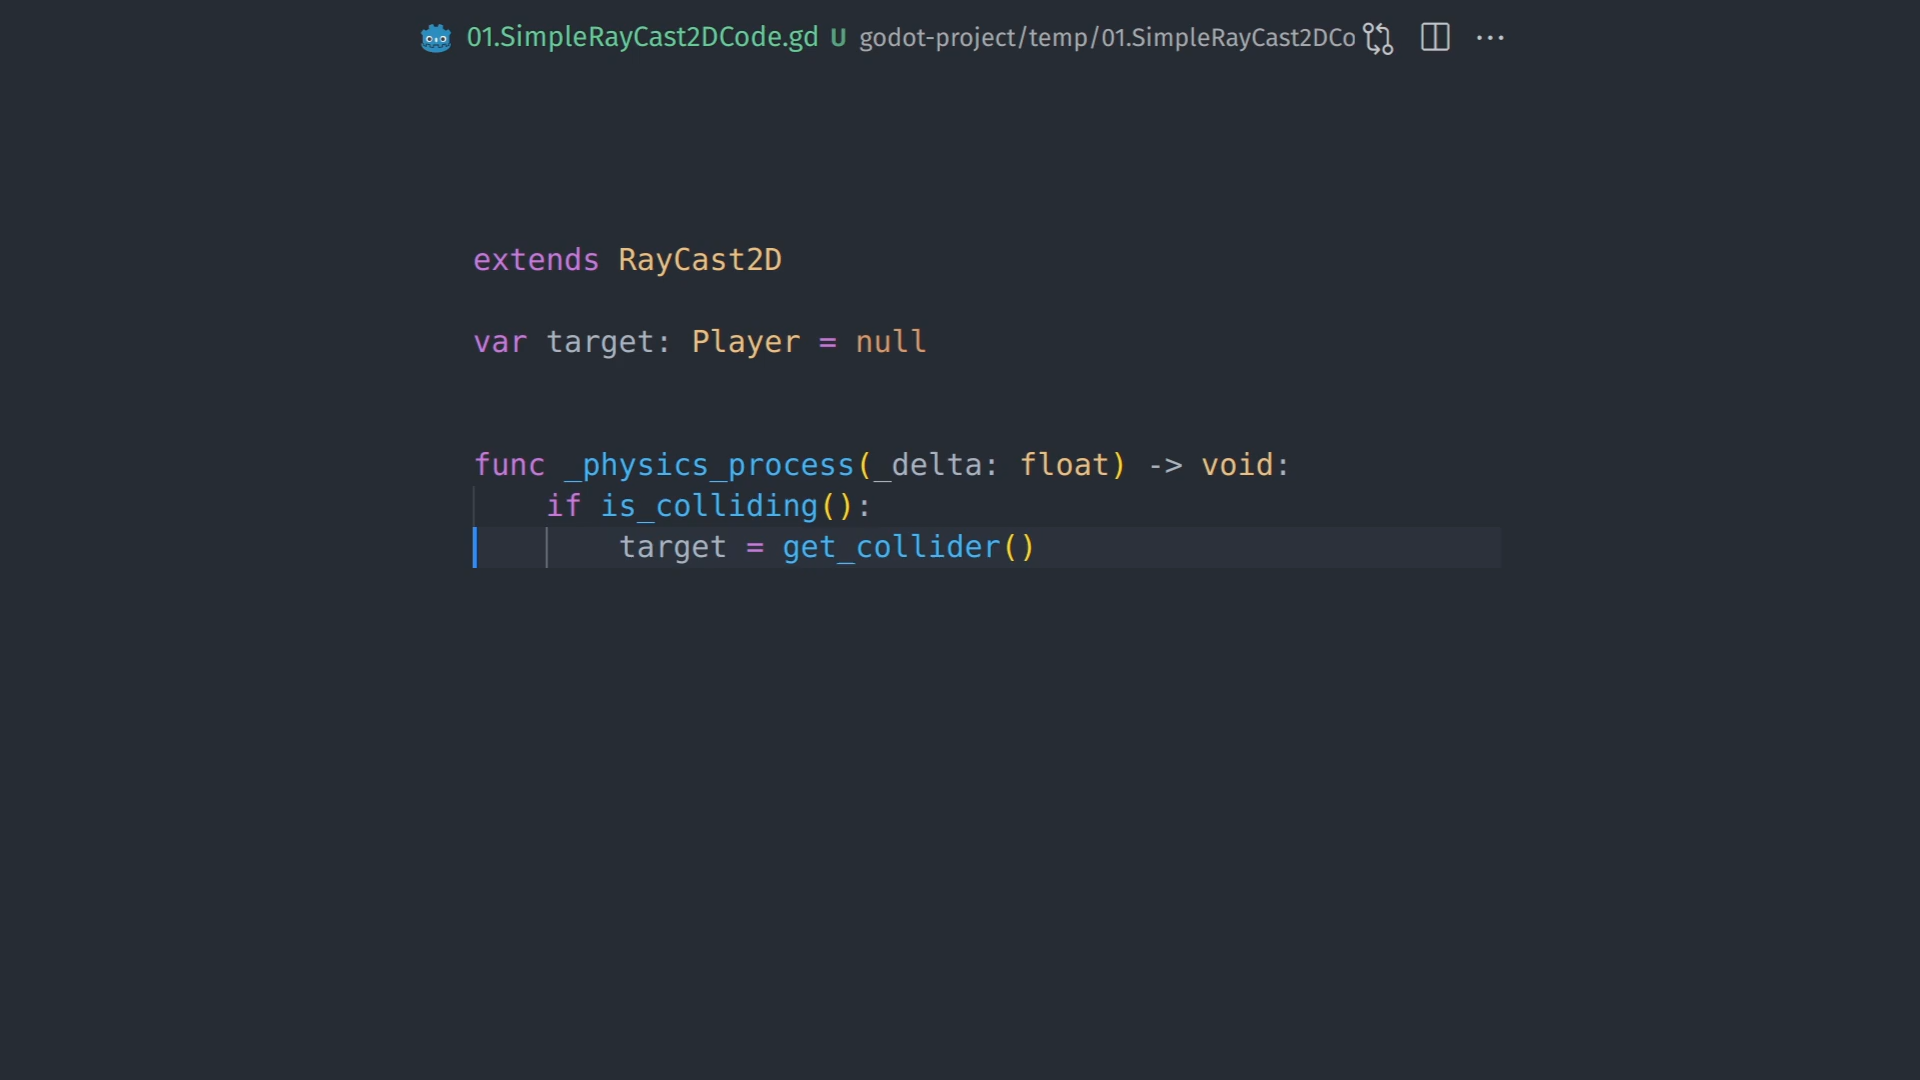 01.SimpleRayCast2DCode.gd U godot-project/temp/01.SimpleRayCast2DCo
extends RayCast2D
var target: Player = null
func _physics_process(_delta: float) -> void:
if is_colliding():
target = get_collider()